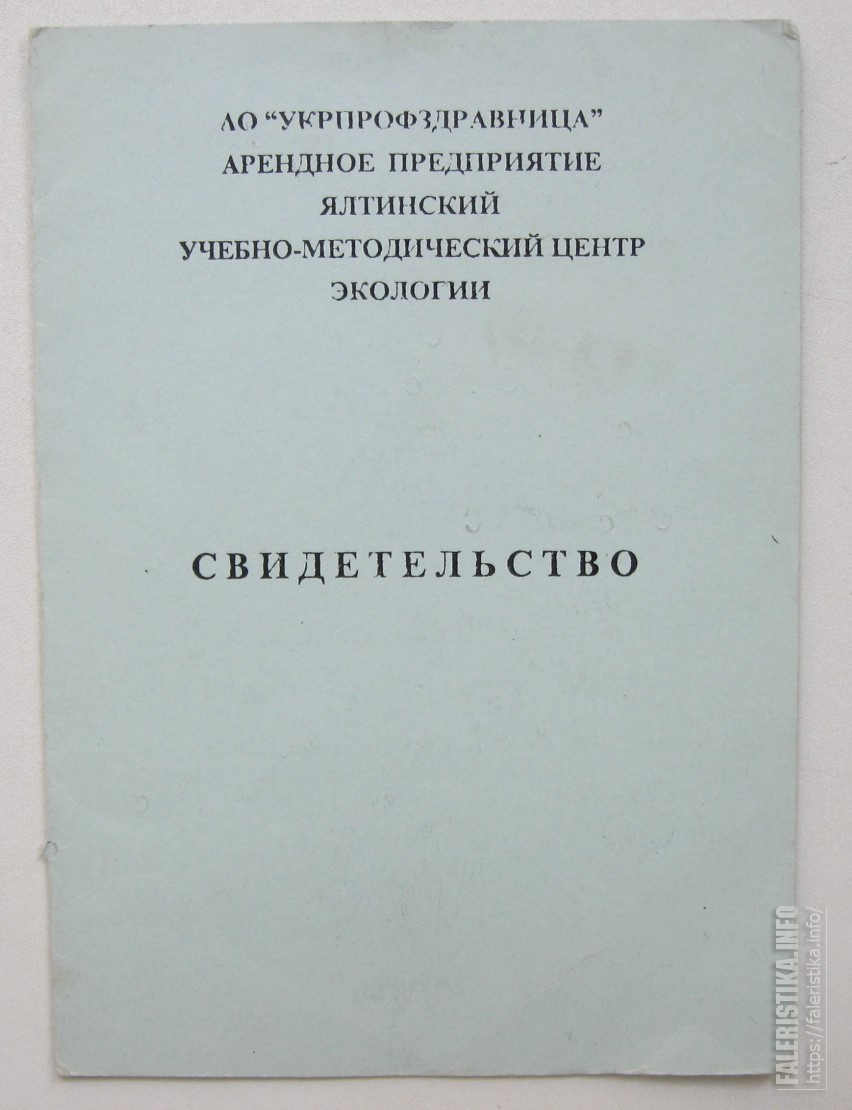 АО “УКРПРОФЗДРАВНИЦА”
АРЕНДНОЕ ПРЕДПРИЯТИЕ
ЯЛТИНСКИЙ
УЧЕБНО-МЕТОДИЧЕСКИЙ ЦЕНТР
ЭКОЛОГИИ
СВИДЕТЕЛЬСТВО
FALERISTIKA.INFO
https://faleristika.info/